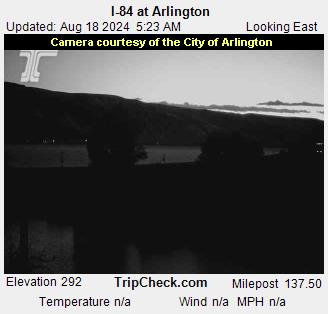 I-84 at Arlington
Updated: Aug 18 2024 5:23 AM Looking East
Camera courtesy of the City of Arlington
Elevation 292 TripCheck.com Milepost 137.50
Temperature n/a Wind n/a MPH n/a